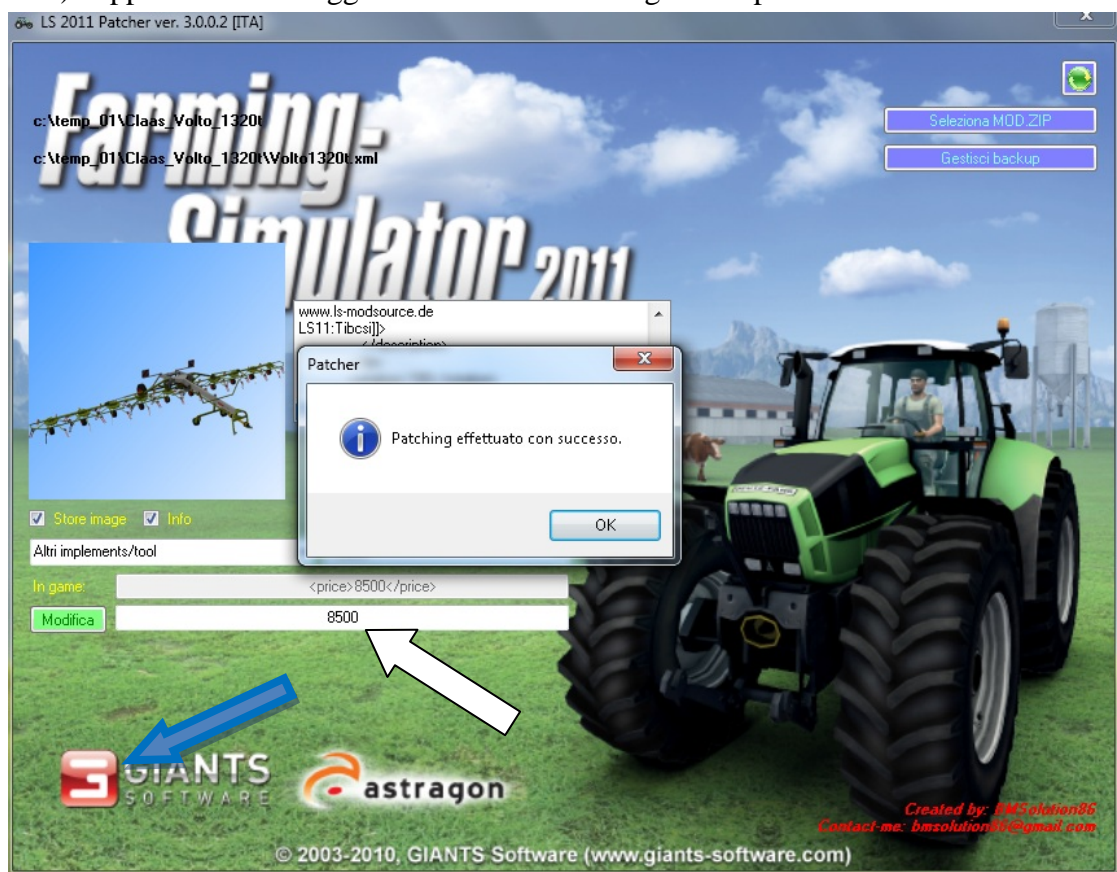 LS 2011 Patcher ver. 3.0.0.2 [ITA]
Farming-
Simulator 2011
c:\temp_01\Claas_Volto_1320t
c:\temp_01\Claas_Volto_1320t\Volto1320t.xml
Seleziona MOD.ZIP
Gestisci backup
www.ls-modsource.de
LS11:Tibcsi]]>
</description>
Patcher
Patching effettuato con successo.
OK
Store image Info
Altri implements/tool
In game: <price>8500</price>
Modifica 8500
GIANTS
SOFTWARE
astragon
Created by: BMSolution86
Contact-me: bmsolution86@gmail.com
© 2003-2010, GIANTS Software (www.giants-software.com)